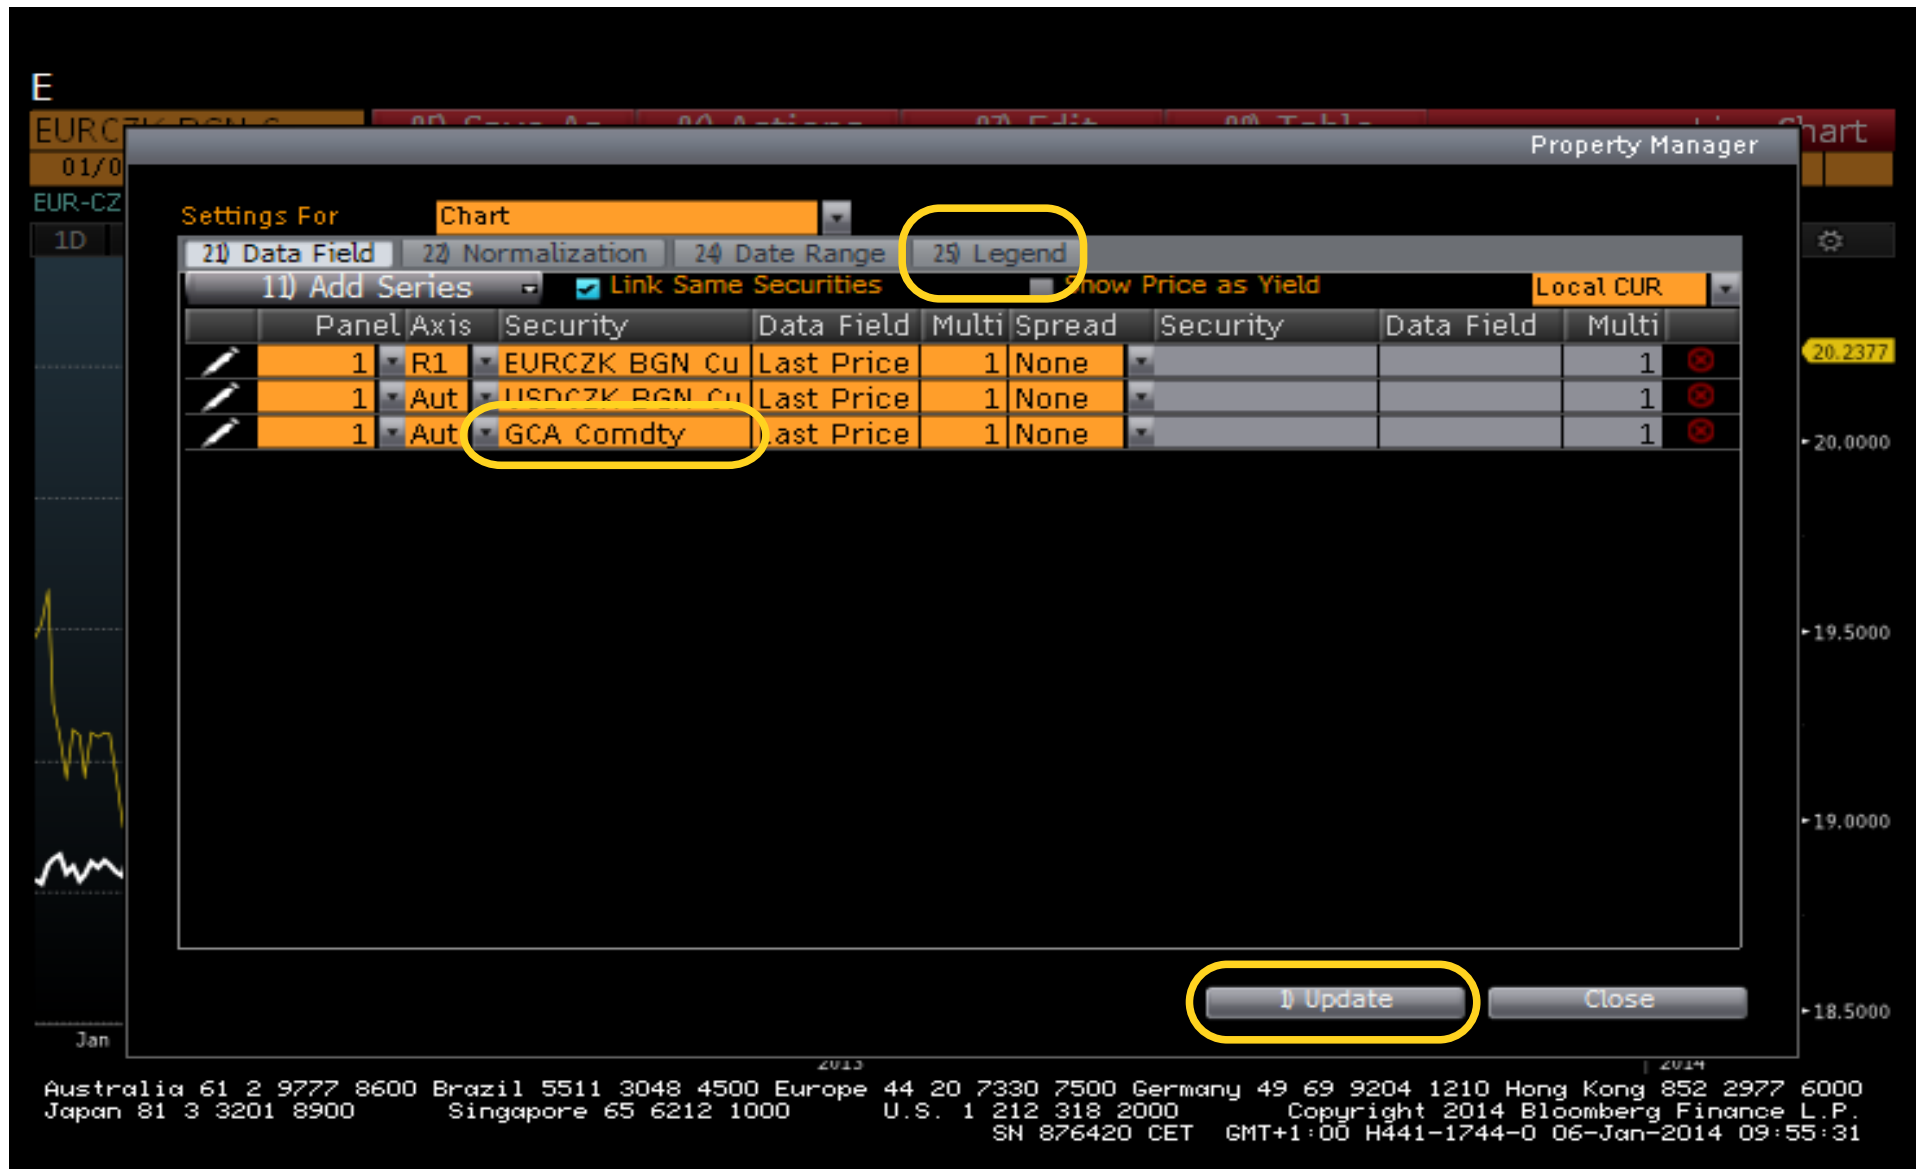 E
EURC Chart
Property Manager
01/0
EUR-CZ
Settings For Chart
1D
21) Data Field 22) Normalization 24) Date Range 25) Legend
11) Add Series Link Same Securities Show Price as Yield Local CUR
Panel Axis Security Data Field Multi Spread Security Data Field Multi
1 R1 EURCZK BGN Cu Last Price 1 None 1
20.2377
1 Aut USDCZK BGN Cu Last Price 1 None 1
1 Aut GCA Comdty Last Price 1 None 1
20.0000
19.5000
19.0000
1) Update Close
18.5000
Jan
2013 2014
Australia 61 2 9777 8600 Brazil 5511 3048 4500 Europe 44 20 7330 7500 Germany 49 69 9204 1210 Hong Kong 852 2977 6000
Japan 81 3 3201 8900 Singapore 65 6212 1000 U.S. 1 212 318 2000 Copyright 2014 Bloomberg Finance L.P.
SN 876420 CET GMT+1:00 H441-1744-0 06-Jan-2014 09:55:31